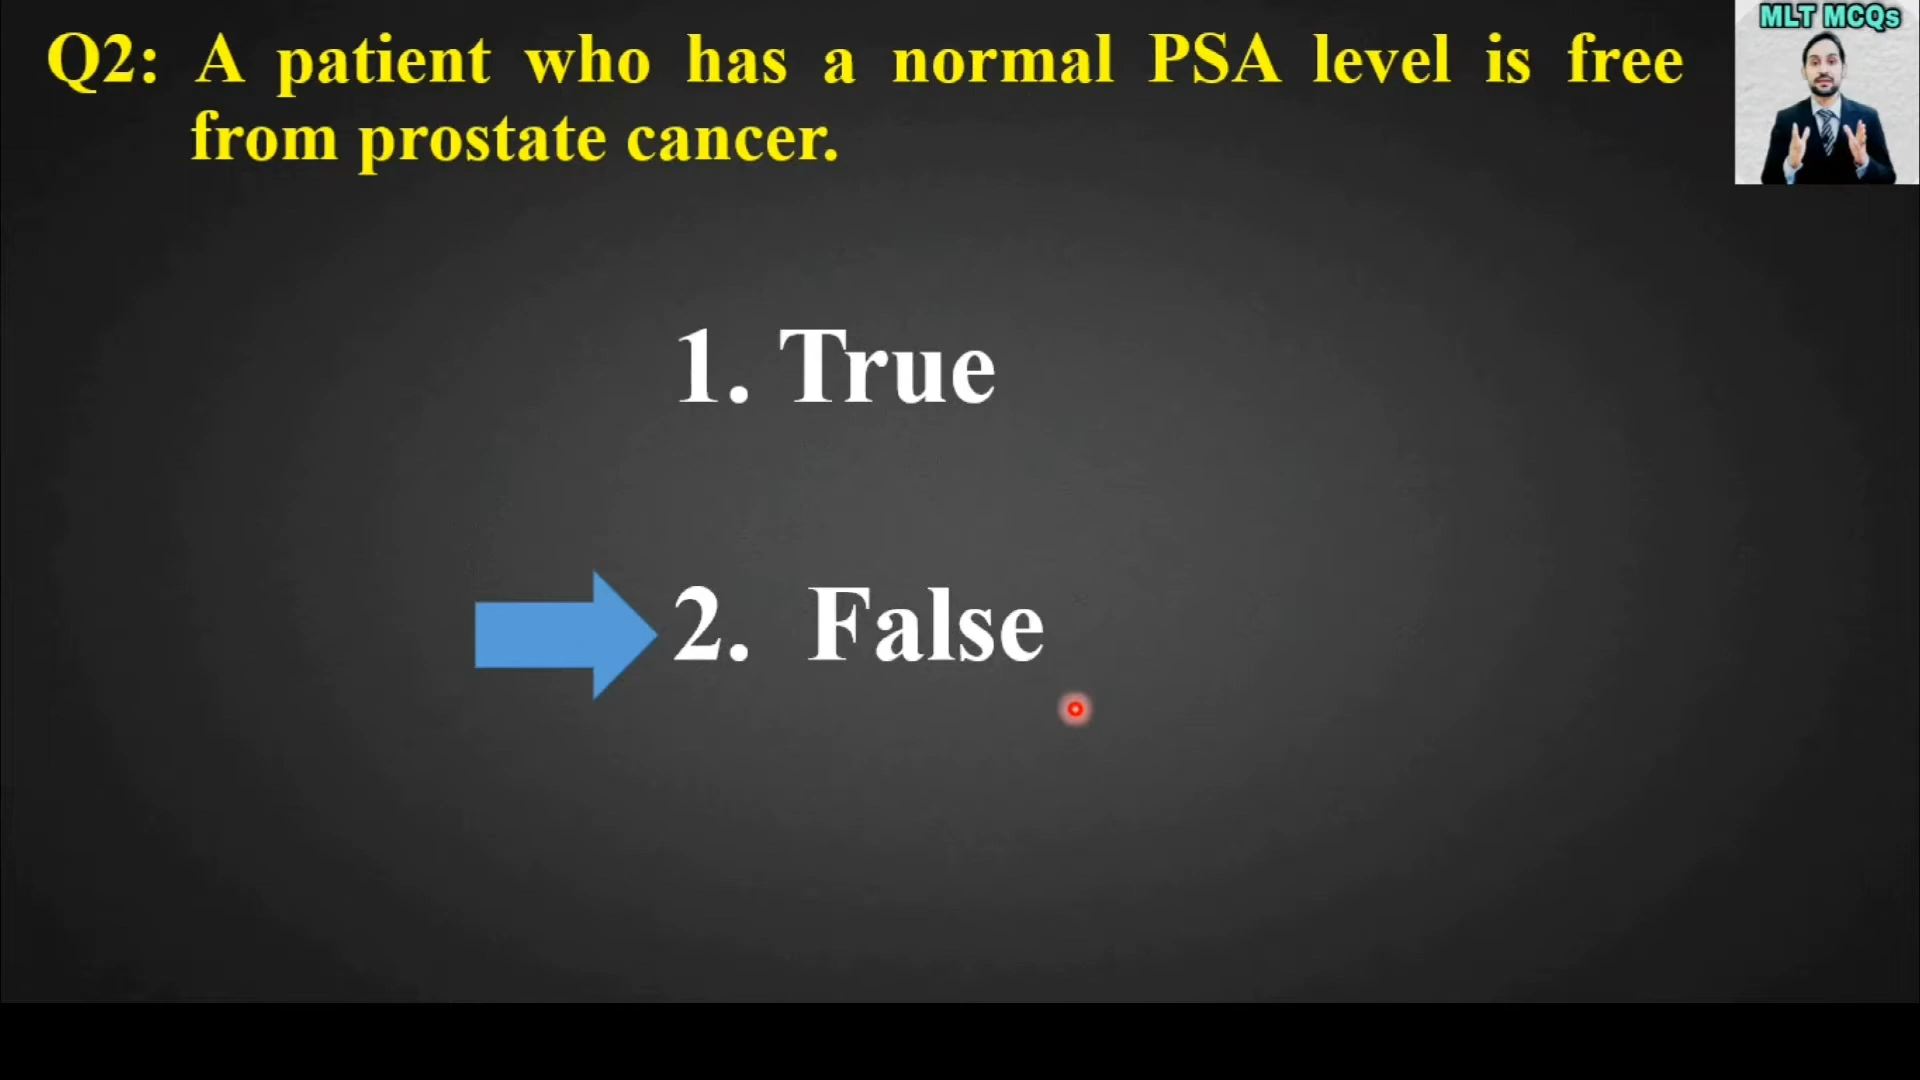 MLT MCQs
Q2: A patient who has a normal PSA level is free
from prostate cancer.
1. True
2. False